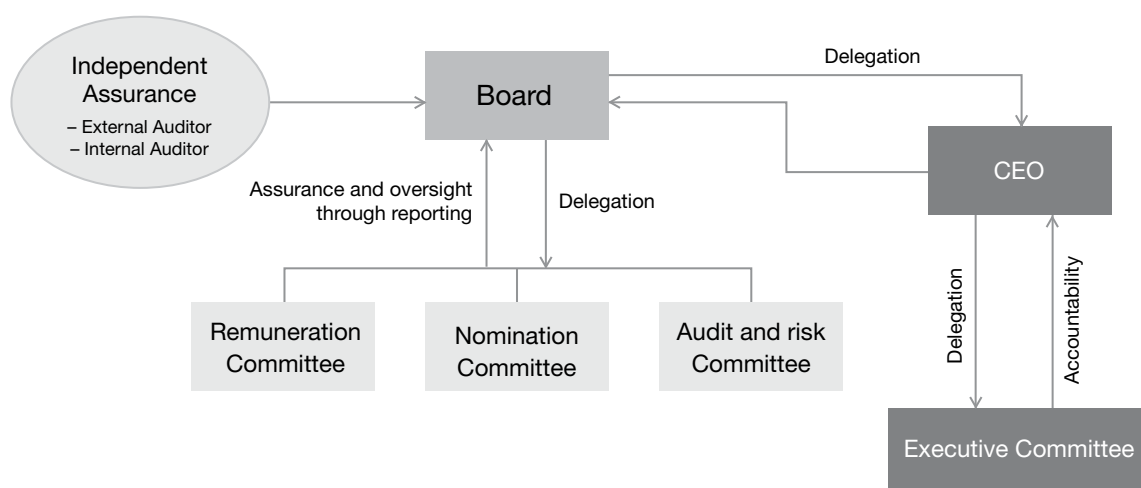 Independent
Assurance
– External Auditor
– Internal Auditor
Board
Delegation
CEO
Assurance and oversight
through reporting
Delegation
Remuneration
Committee
Nomination
Committee
Audit and risk
Committee
Delegation
Accountability
Executive Committee